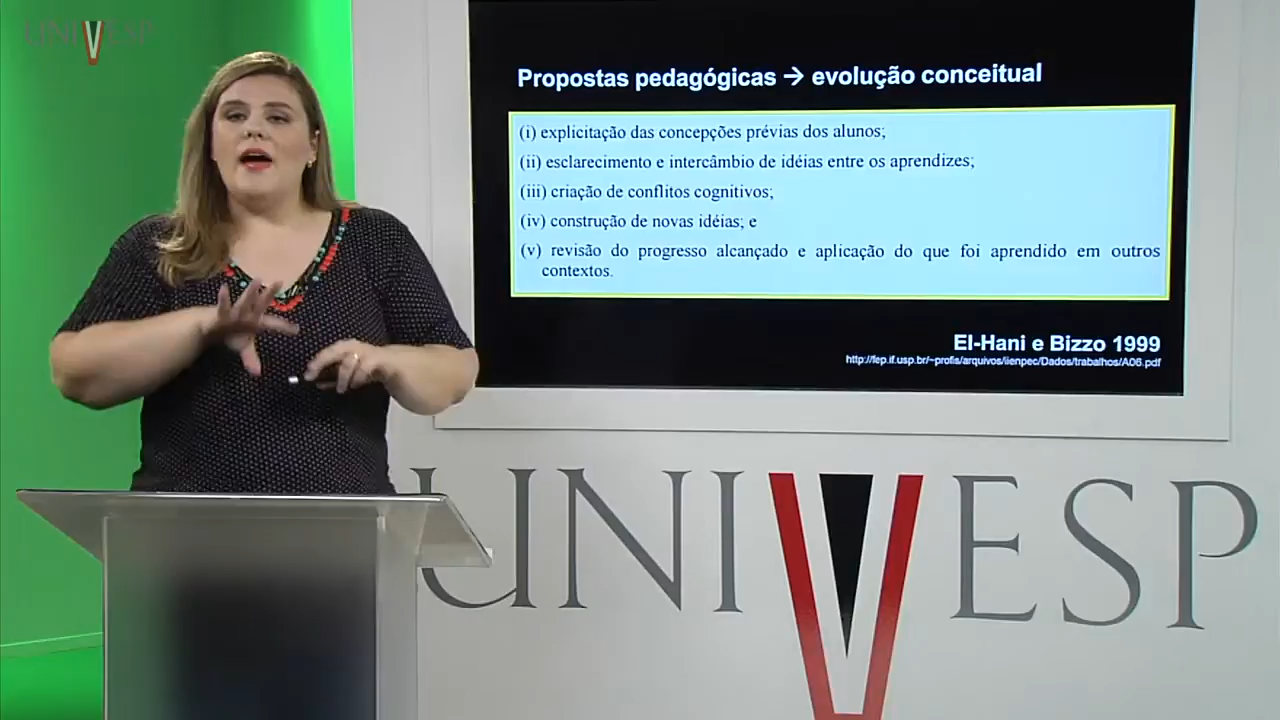 UNIVESP
Propostas pedagógicas → evolução conceitual
(i) explicitação das concepções prévias dos alunos;
(ii) esclarecimento e intercâmbio de idéias entre os aprendizes;
(iii) criação de conflitos cognitivos;
(iv) construção de novas idéias; e
(v) revisão do progresso alcançado e aplicação do que foi aprendido em outros
contextos.
El-Hani e Bizzo 1999
http://fep.if.usp.br/~profis/arquivos/iienpec/Dados/trabalhos/A06.pdf
UNIVESP